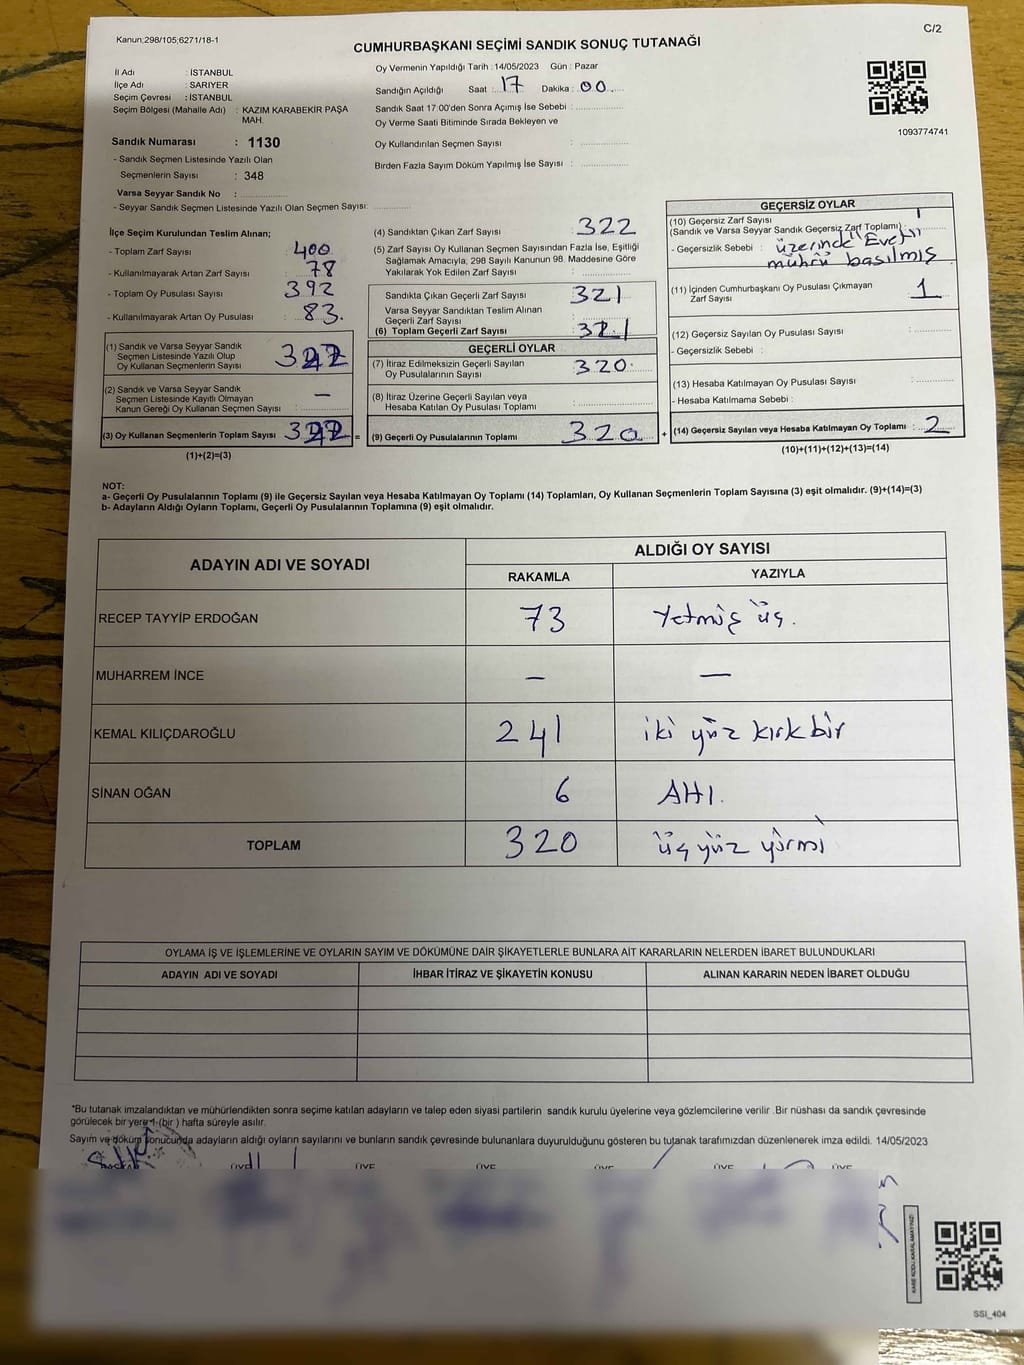 Kanun;298/105;6271/18-1
C/2
CUMHURBAŞKANI SEÇİMİ SANDIK SONUÇ TUTANAĞI
İl Adı : İSTANBUL
İlçe Adı : SARIYER
Seçim Çevresi : İSTANBUL
Seçim Bölgesi (Mahalle Adı) : KAZIM KARABEKİR PAŞA MAH.
Sandık Numarası : 1130
- Sandık Seçmen Listesinde Yazılı Olan
Seçmenlerin Sayısı : 348
Varsa Seyyar Sandık No :
- Seyyar Sandık Seçmen Listesinde Yazılı Olan Seçmen Sayısı:
Oy Vermenin Yapıldığı Tarih : 14/05/2023 Gün : Pazar
Sandığın Açıldığı Saat : 17 Dakika : 00
Sandık Saat 17:00'den Sonra Açımış İse Sebebi :
Oy Verme Saati Bitiminde Sırada Bekleyen ve
Oy Kullandırılan Seçmen Sayısı :
Birden Fazla Sayım Döküm Yapılmış İse Sayısı :
1093774741
İlçe Seçim Kurulundan Teslim Alınan;
- Toplam Zarf Sayısı : 400
- Kullanılmayarak Artan Zarf Sayısı : 78
- Toplam Oy Pusulası Sayısı : 392
- Kullanılmayarak Artan Oy Pusulası : 83.
(1) Sandık ve Varsa Seyyar Sandık
Seçmen Listesinde Yazılı Olup
Oy Kullanan Seçmenlerin Sayısı :
(2) Sandık ve Varsa Seyyar Sandık
Seçmen Listesinde Kayıtlı Olmayan
Kanun Gereği Oy Kullanan Seçmen Sayısı : —
(3) Oy Kullanan Seçmenlerin Toplam Sayısı :
=
(1)+(2)=(3)
(4) Sandıktan Çıkan Zarf Sayısı : 322
(5) Zarf Sayısı Oy Kullanan Seçmen Sayısından Fazla İse, Eşitliği
Sağlamak Amacıyla, 298 Sayılı Kanunun 98. Maddesine Göre
Yakılarak Yok Edilen Zarf Sayısı :
Sandıkta Çıkan Geçerli Zarf Sayısı : 321
Varsa Seyyar Sandıktan Teslim Alınan
Geçerli Zarf Sayısı :
(6) Toplam Geçerli Zarf Sayısı : 321
GEÇERLİ OYLAR
(7) İtiraz Edilmeksizin Geçerli Sayılan
Oy Pusulalarının Sayısı : 320.
(8) İtiraz Üzerine Geçerli Sayılan veya
Hesaba Katılan Oy Pusulası Toplamı :
(9) Geçerli Oy Pusulalarının Toplamı : 320
+
GEÇERSİZ OYLAR
(10) Geçersiz Zarf Sayısı
(Sandık ve Varsa Seyyar Sandık Geçersiz Zarf Toplamı) : 1
- Geçersizlik Sebebi : üzerinde "Evet"
mührü basılmış
(11) İçinden Cumhurbaşkanı Oy Pusulası Çıkmayan
Zarf Sayısı : 1
(12) Geçersiz Sayılan Oy Pusulası Sayısı :
- Geçersizlik Sebebi :
(13) Hesaba Katılmayan Oy Pusulası Sayısı :
- Hesaba Katılmama Sebebi :
(14) Geçersiz Sayılan veya Hesaba Katılmayan Oy Toplamı : 2
(10)+(11)+(12)+(13)=(14)
NOT:
a- Geçerli Oy Pusulalarının Toplamı (9) ile Geçersiz Sayılan veya Hesaba Katılmayan Oy Toplamı (14) Toplamları, Oy Kullanan Seçmenlerin Toplam Sayısına (3) eşit olmalıdır. (9)+(14)=(3)
b- Adayların Aldığı Oyların Toplamı, Geçerli Oy Pusulalarının Toplamına (9) eşit olmalıdır.
ADAYIN ADI VE SOYADI ALDIĞI OY SAYISI
RAKAMLA YAZIYLA
RECEP TAYYİP ERDOĞAN 73 Yetmiş üç.
MUHARREM İNCE — —
KEMAL KILIÇDAROĞLU 241 iki yüz kırk bir
SİNAN OĞAN 6 AHI.
TOPLAM 320 üç yüz yirmi
OYLAMA İŞ VE İŞLEMLERİNE VE OYLARIN SAYIM VE DÖKÜMÜNE DAİR ŞİKAYETLERLE BUNLARA AİT KARARLARIN NELERDEN İBARET BULUNDUKLARI
ADAYIN ADI VE SOYADI İHBAR İTİRAZ VE ŞİKAYETİN KONUSU ALINAN KARARIN NEDEN İBARET OLDUĞU
*Bu tutanak imzalandıktan ve mühürlendikten sonra seçime katılan adayların ve talep eden siyasi partilerin sandık kurulu üyelerine veya gözlemcilerine verilir .Bir nüshası da sandık çevresinde
görülecek bir yere 1 (bir ) hafta süreyle asılır.
Sayım ve döküm sonucunda adayların aldığı oyların sayılarını ve bunların sandık çevresinde bulunanlara duyurulduğunu gösteren bu tutanak tarafımızdan düzenlenerek imza edildi. 14/05/2023
ÜYE ÜYE ÜYE ÜYE ÜYE ÜYE
KARE KODU KARALAMAYINIZ!
SSI_404